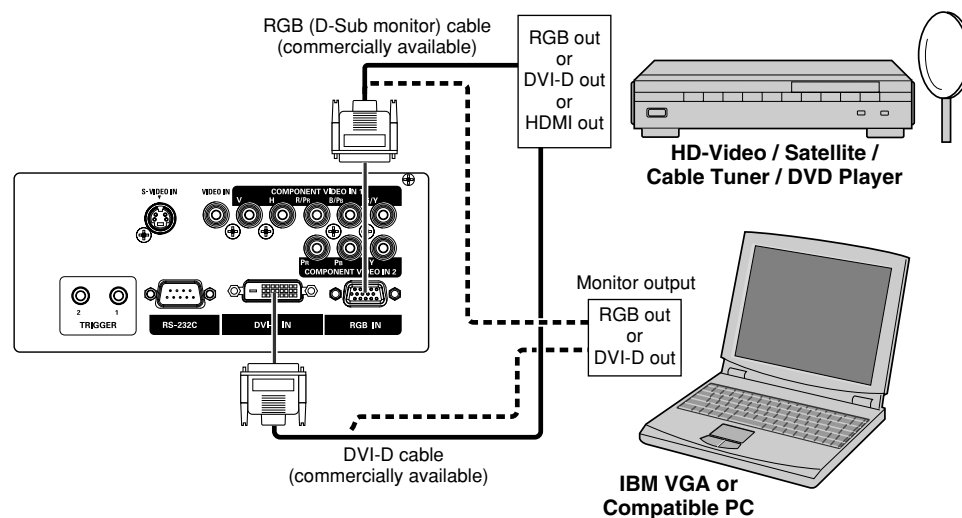 RGB (D-Sub monitor) cable
(commercially available)
RGB out
or
DVI-D out
or
HDMI out
HD-Video / Satellite /
Cable Tuner / DVD Player
S-VIDEO IN
VIDEO IN
COMPONENT VIDEO IN 1
V H R/PR B/PB /Y
PR PB Y
COMPONENT VIDEO IN 2
2 1
TRIGGER
RS-232C
DVI- IN
RGB IN
Monitor output
RGB out
or
DVI-D out
DVI-D cable
(commercially available)
IBM VGA or
Compatible PC